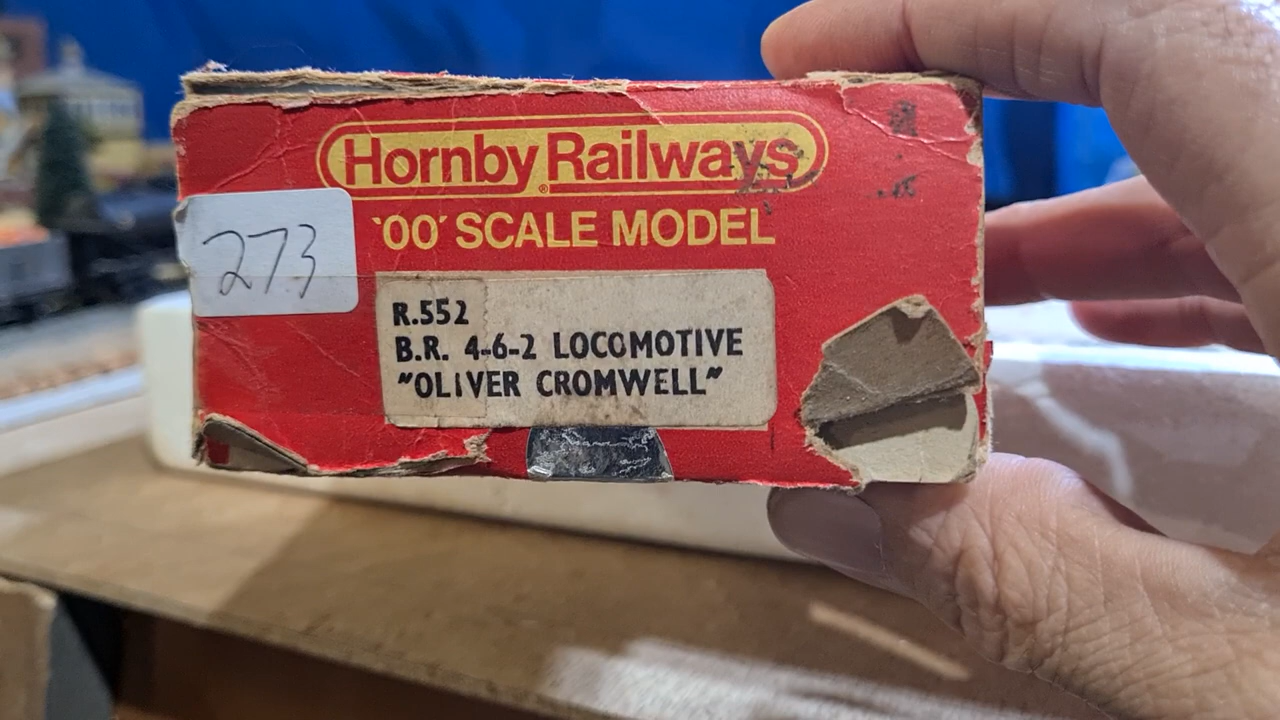 Hornby Railways®
'00' SCALE MODEL
273
R.552
B.R. 4-6-2 LOCOMOTIVE
"OLIVER CROMWELL"